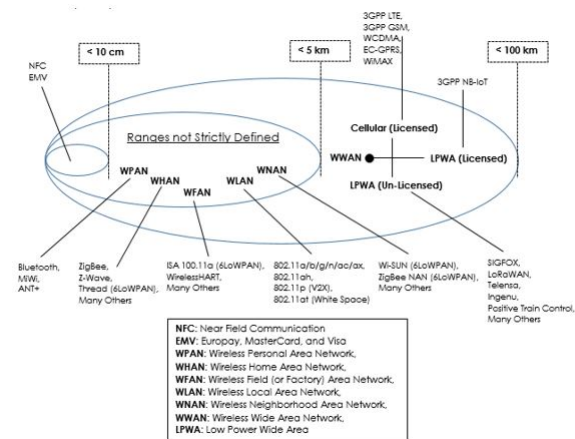 3GPP LTE,
3GPP GSM,
WCDMA,
EC-GPRS,
WiMAX
< 10 cm
< 5 km
< 100 km
NFC
EMV
3GPP NB-IoT
Ranges not Strictly Defined
Cellular (Licensed)
WWAN
LPWA (Licensed)
LPWA (Un-Licensed)
WPAN
WHAN
WFAN
WLAN
WNAN
Bluetooth,
MiWi,
ANT+
ZigBee,
Z-Wave,
Thread (6LoWPAN),
Many Others
ISA 100.11a (6LoWPAN),
WirelessHART,
Many Others
802.11a/b/g/n/ac/ax,
802.11ah,
802.11p (V2X),
802.11at (White Space)
Wi-SUN (6LoWPAN),
ZigBee NAN (6LoWPAN),
Many Others
SIGFOX,
LoRaWAN,
Telensa,
Ingenu,
Positive Train Control,
Many Others
NFC: Near Field Communication
EMV: Europay, MasterCard, and Visa
WPAN: Wireless Personal Area Network,
WHAN: Wireless Home Area Network,
WFAN: Wireless Field (or Factory) Area Network,
WLAN: Wireless Local Area Network,
WNAN: Wireless Neighborhood Area Network,
WWAN: Wireless Wide Area Network,
LPWA: Low Power Wide Area